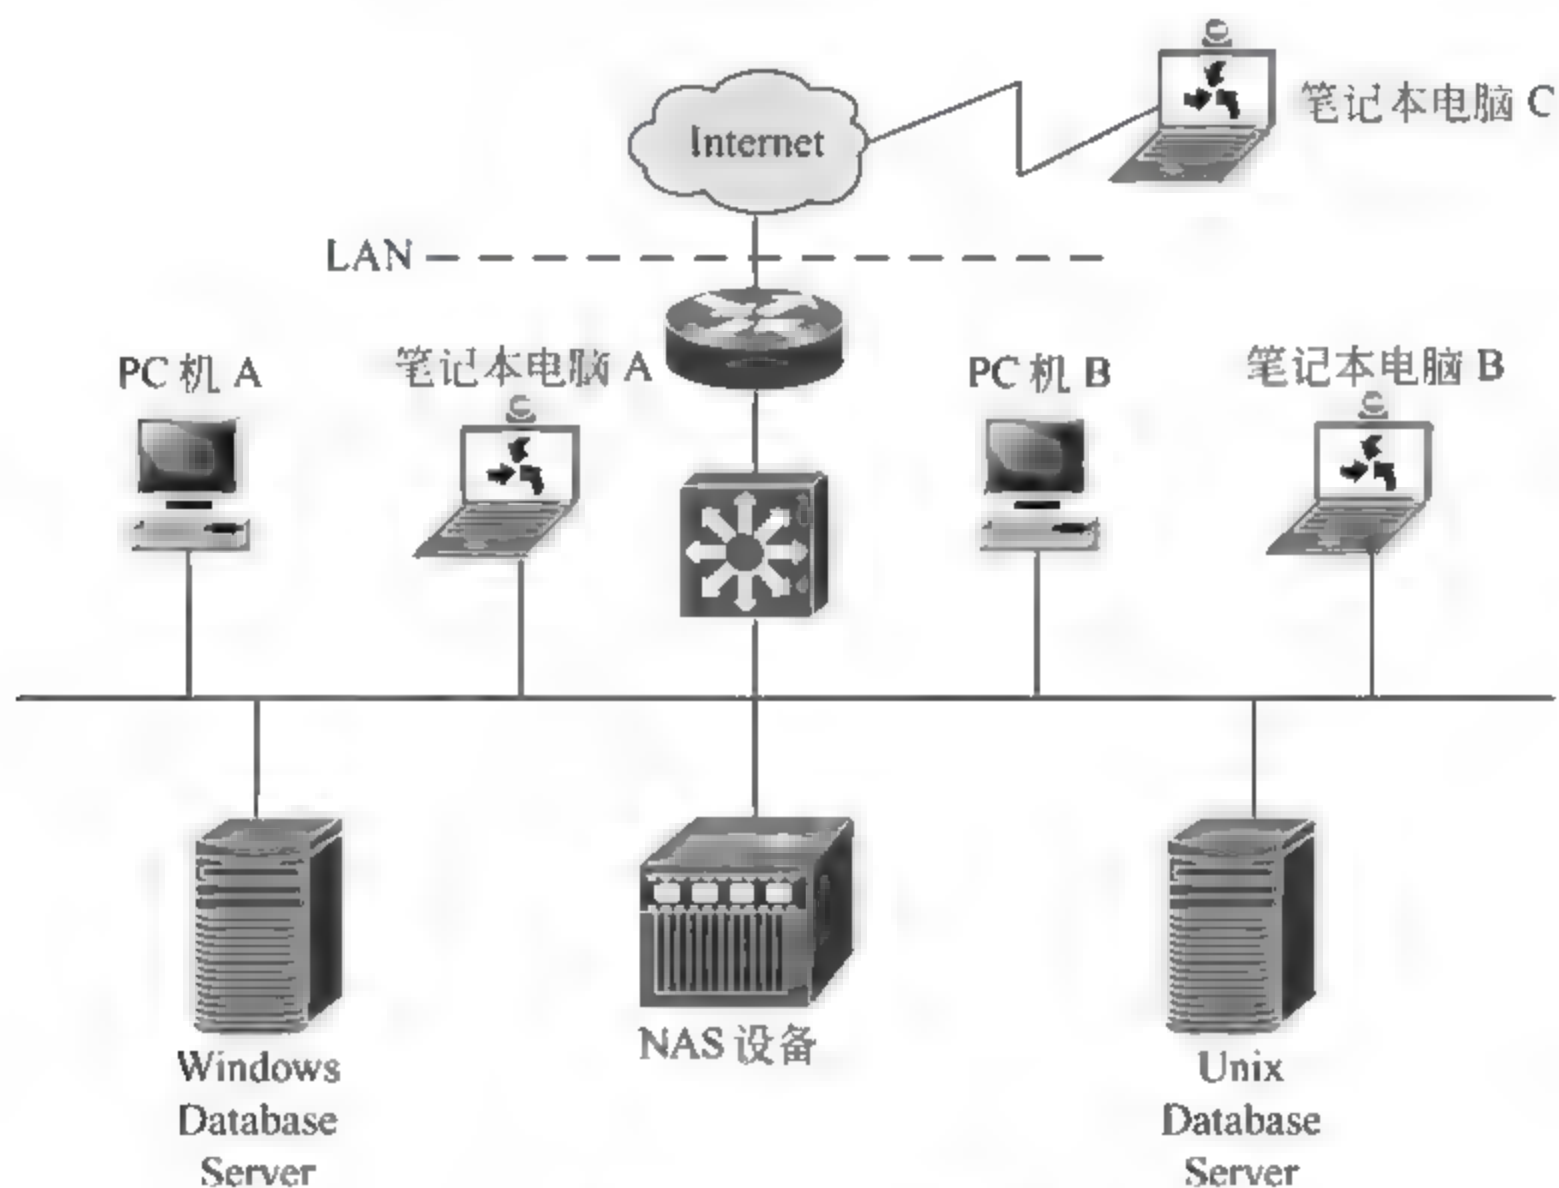 Internet
笔记本电脑 C
LAN
PC 机 A
笔记本电脑 A
PC 机 B
笔记本电脑 B
NAS 设备
Windows
Database
Server
Unix
Database
Server